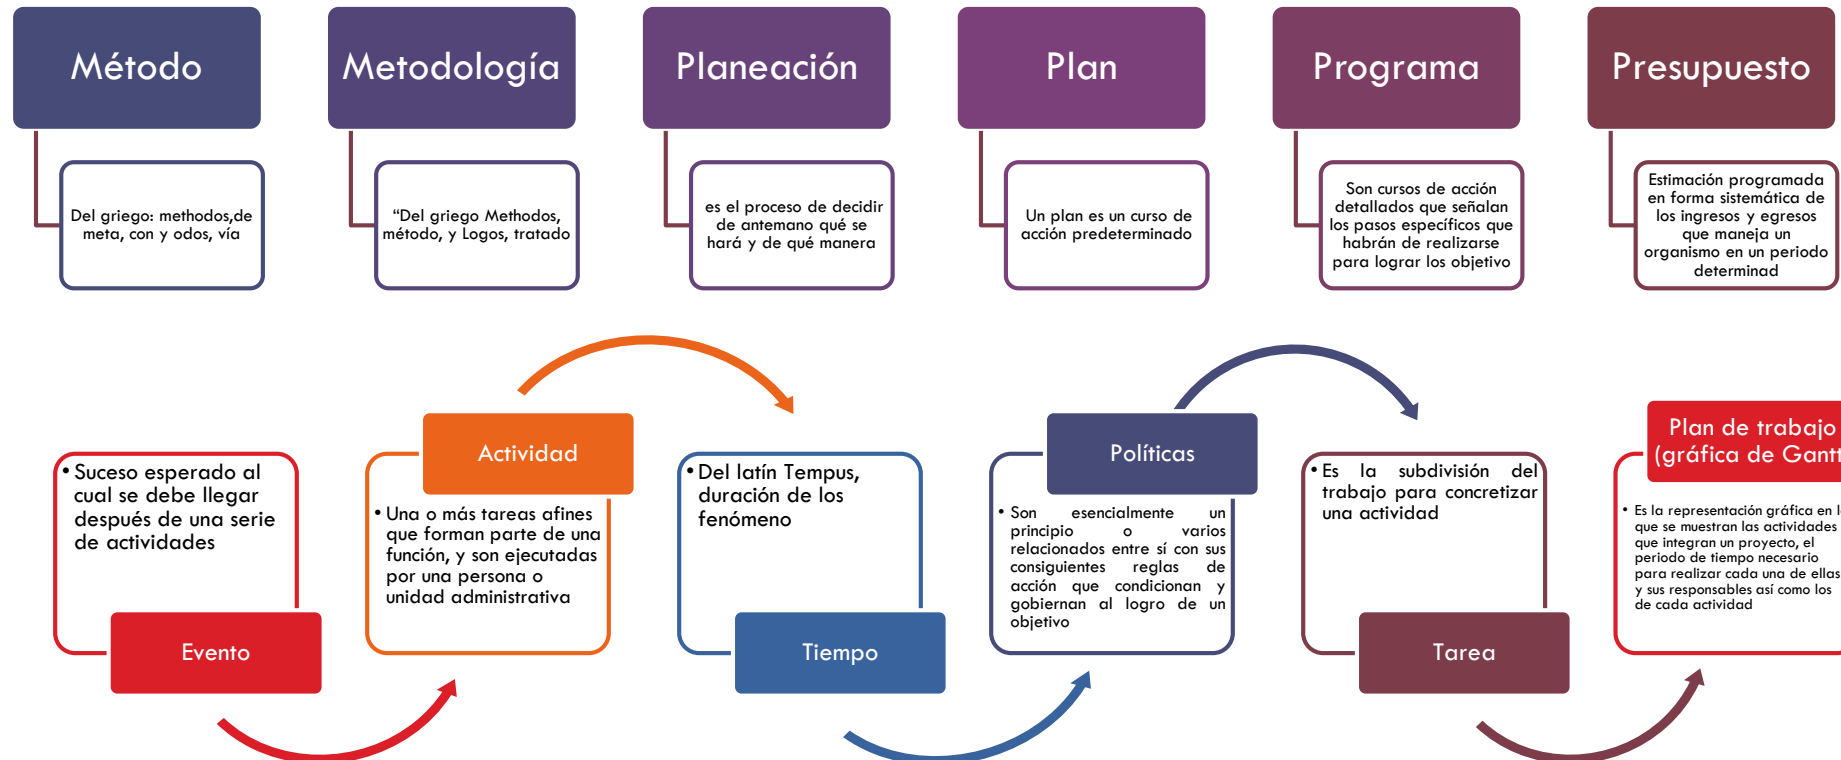 Método
Del griego: methodos,de
meta, con y odos, vía
Metodología
“Del griego Methodos,
método, y Logos, tratado
Planeación
es el proceso de decidir
de antemano qué se
hará y de qué manera
Plan
Un plan es un curso de
acción predeterminado
Programa
Son cursos de acción
detallados que señalan
los pasos específicos que
habrán de realizarse
para lograr los objetivo
Presupuesto
Estimación programada
en forma sistemática de
los ingresos y egresos
que maneja un
organismo en un periodo
determinad
• Suceso esperado al
cual se debe llegar
después de una serie
de actividades
Evento
Actividad
• Una o más tareas afines
que forman parte de una
función, y son ejecutadas
por una persona o
unidad administrativa
• Del latín Tempus,
duración de los
fenómeno
Tiempo
Políticas
• Son esencialmente un
principio o varios
relacionados entre sí con sus
consiguientes reglas de
acción que condicionan y
gobiernan al logro de un
objetivo
• Es la subdivisión del
trabajo para concretizar
una actividad
Tarea
Plan de trabajo
(gráfica de Gantt
• Es la representación gráfica en
que se muestran las actividades
que integran un proyecto, el
periodo de tiempo necesario
para realizar cada una de ellas
y sus responsables así como los
de cada actividad